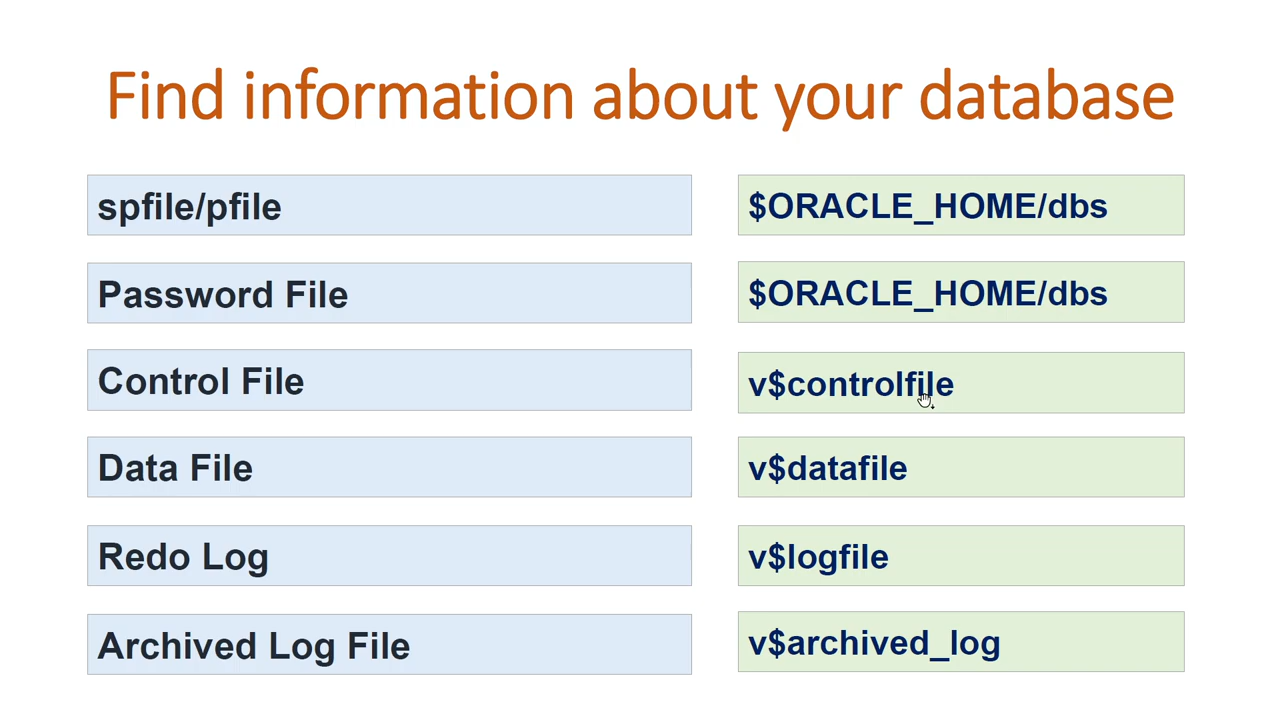 Find information about your database
spfile/pfile
$ORACLE_HOME/dbs
Password File
$ORACLE_HOME/dbs
Control File
v$controlfile
Data File
v$datafile
Redo Log
v$logfile
Archived Log File
v$archived_log